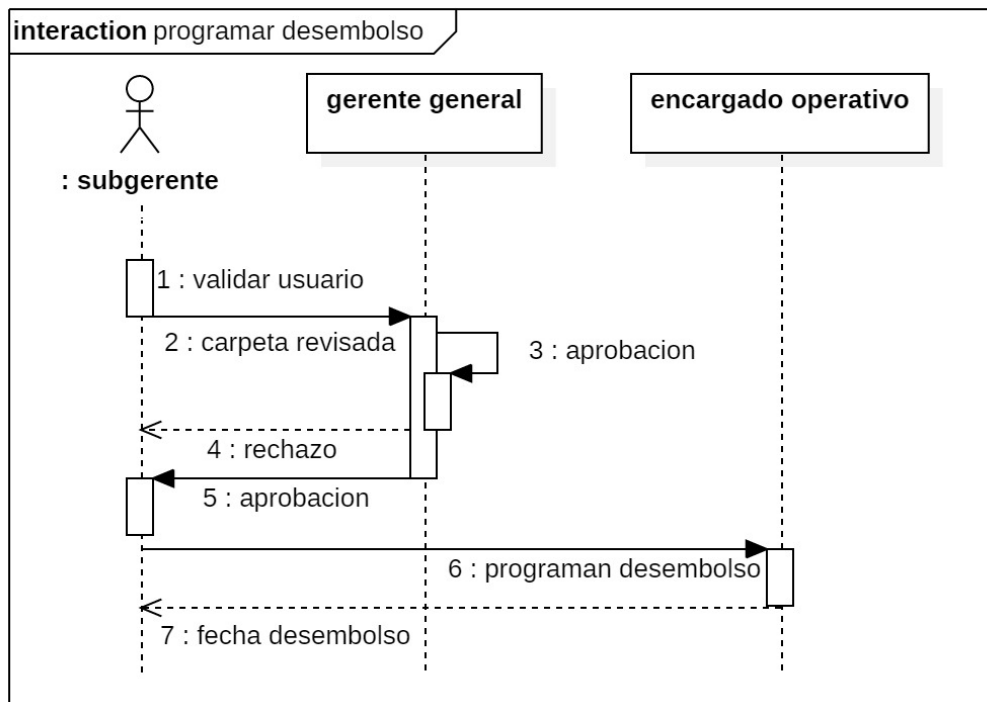 interaction programar desembolso
gerente general
encargado operativo
: subgerente
1 : validar usuario
2 : carpeta revisada
3 : aprobacion
4 : rechazo
5 : aprobacion
6 : programan desembolso
7 : fecha desembolso